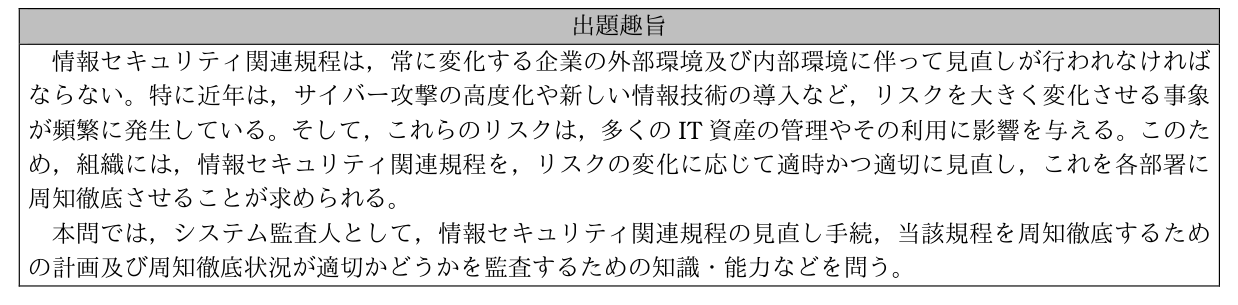 出題趣旨
情報セキュリティ関連規程は，常に変化する企業の外部環境及び内部環境に伴って見直しが行われなければ
ならない。特に近年は，サイバー攻撃の高度化や新しい情報技術の導入など，リスクを大きく変化させる事象
が頻繁に発生している。そして，これらのリスクは，多くの IT 資産の管理やその利用に影響を与える。このた
め，組織には，情報セキュリティ関連規程を，リスクの変化に応じて適時かつ適切に見直し，これを各部署に
周知徹底させることが求められる。
本問では，システム監査人として，情報セキュリティ関連規程の見直し手続，当該規程を周知徹底するため
の計画及び周知徹底状況が適切かどうかを監査するための知識・能力などを問う。